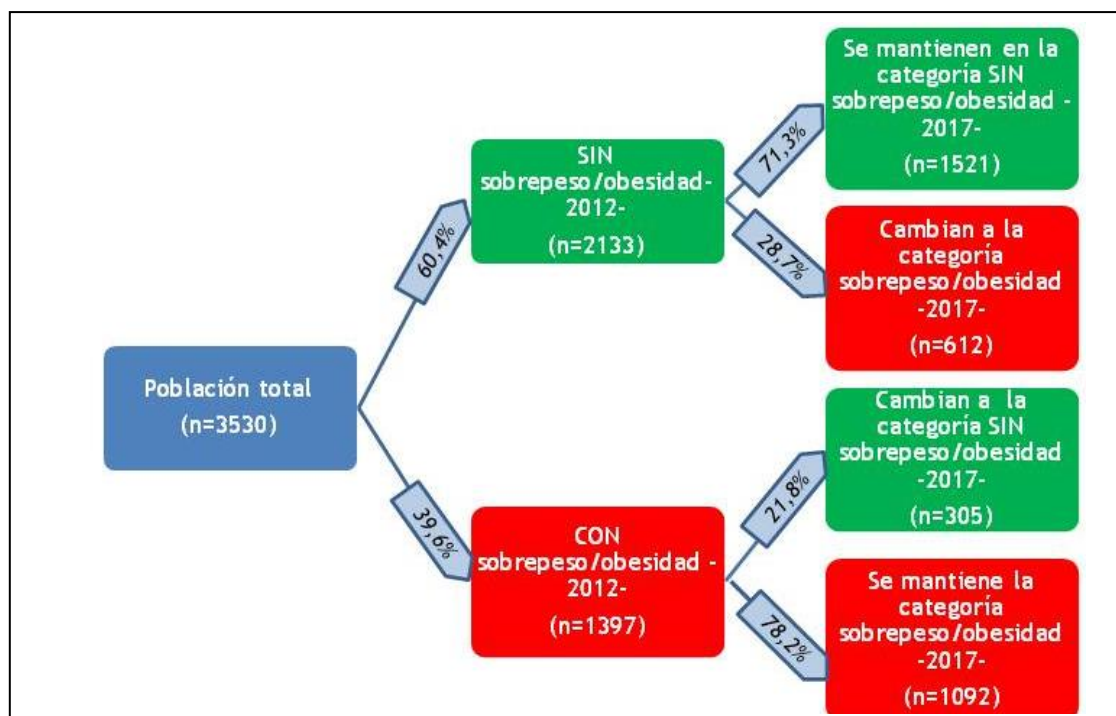 Población total
(n=3530)
60,4%
39,6%
SIN
sobrepeso/obesidad-
2012-
(n=2133)
CON
sobrepeso/obesidad -
2012-
(n=1397)
71,3%
28,7%
21,8%
78,2%
Se mantienen en la
categoría SIN
sobrepeso/obesidad -
2017-
(n=1521)
Cambian a la
categoría
sobrepeso/obesidad
-2017-
(n=612)
Cambian a la
categoría SIN
sobrepeso/obesidad
-2017-
(n=305)
Se mantiene la
categoría
sobrepeso/obesidad
-2017-
(n=1092)